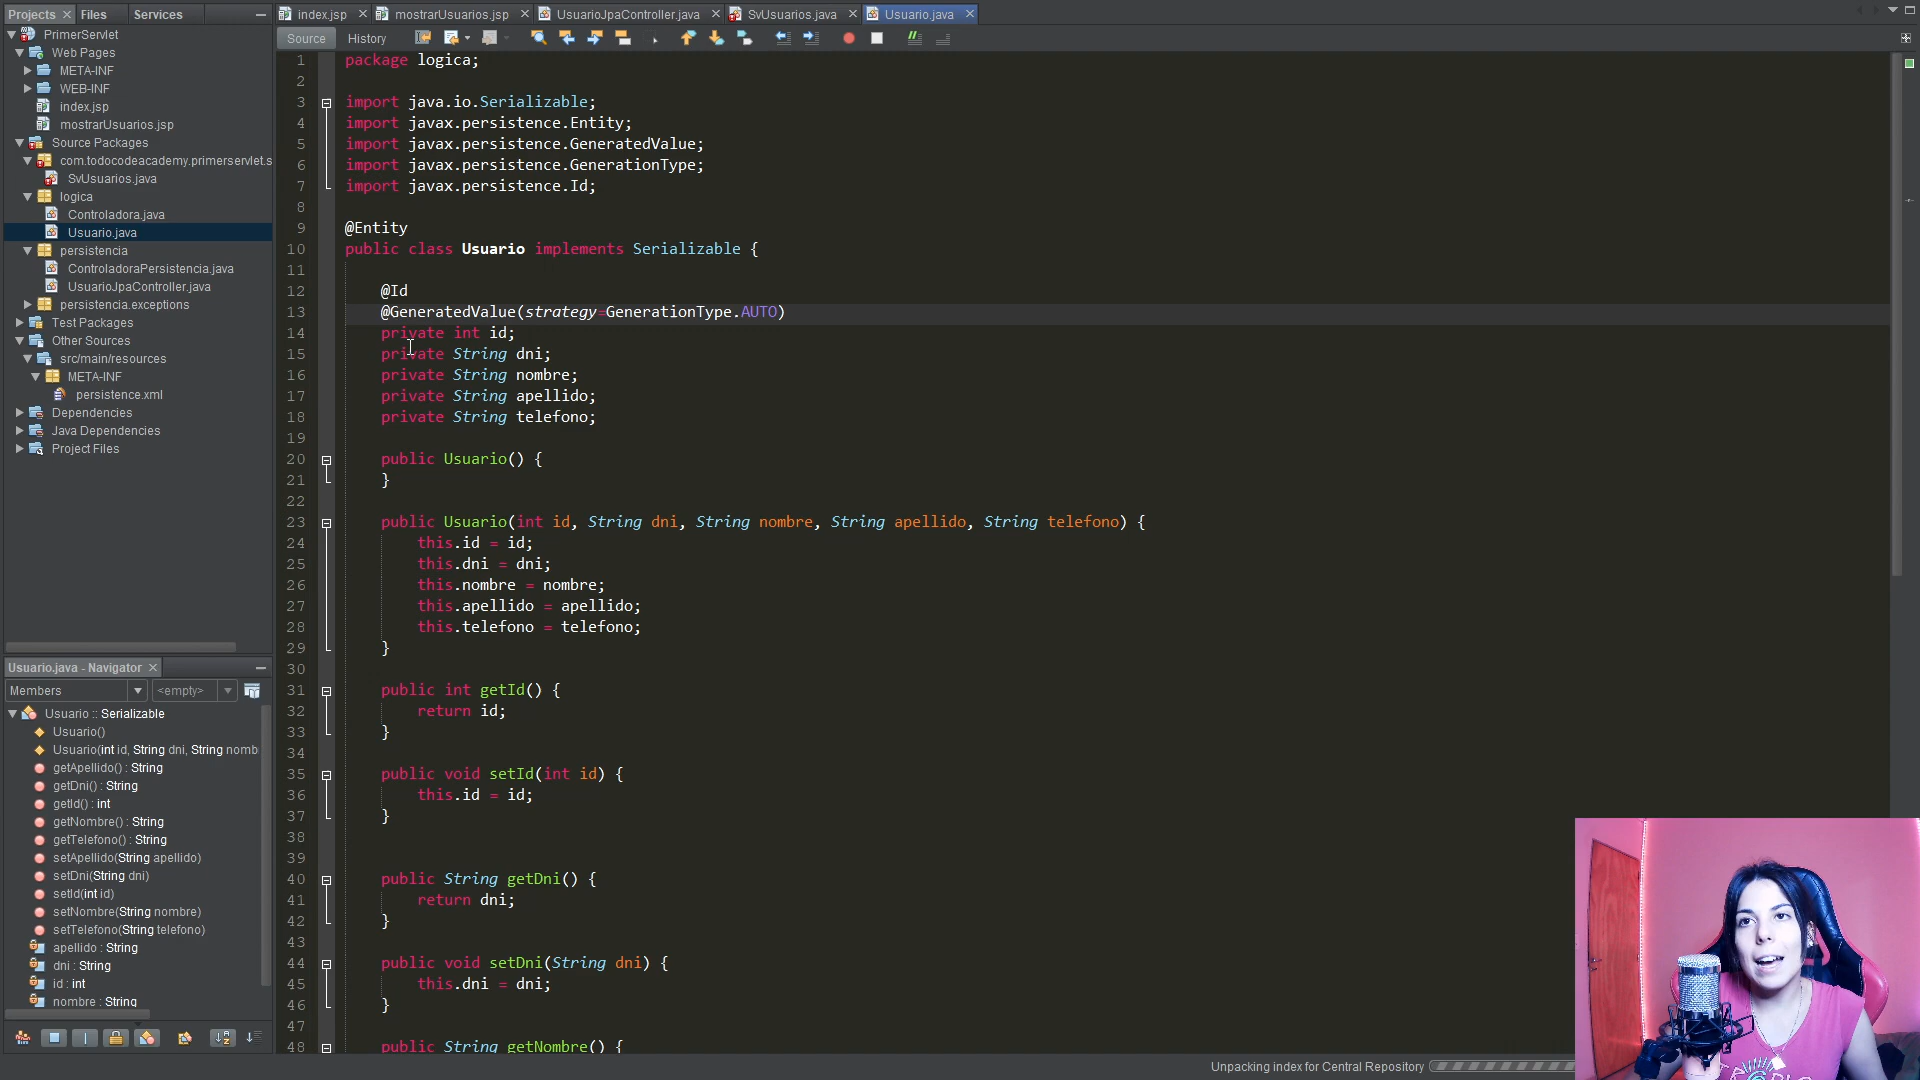 Projects
Files
Services
PrimerServlet
Web Pages
META-INF
WEB-INF
index.jsp
mostrarUsuarios.jsp
Source Packages
com.todocodeacademy.primerservlet.s
SvUsuarios.java
logica
Controladora.java
Usuario.java
persistencia
ControladoraPersistencia.java
UsuarioJpaController.java
persistencia.exceptions
Test Packages
Other Sources
src/main/resources
META-INF
persistence.xml
Dependencies
Java Dependencies
Project Files
Usuario.java - Navigator
Members
<empty>
Usuario :: Serializable
Usuario()
Usuario(int id, String dni, String nomb
getApellido() : String
getDni() : String
getId() : int
getNombre() : String
getTelefono() : String
setApellido(String apellido)
setDni(String dni)
setId(int id)
setNombre(String nombre)
setTelefono(String telefono)
apellido : String
dni : String
id : int
nombre : String
index.jsp
mostrarUsuarios.jsp
UsuarioJpaController.java
SvUsuarios.java
Usuario.java
Source
History
1 package logica;
2
3 import java.io.Serializable;
4 import javax.persistence.Entity;
5 import javax.persistence.GeneratedValue;
6 import javax.persistence.GenerationType;
7 import javax.persistence.Id;
8
9 @Entity
10 public class Usuario implements Serializable {
11
12 @Id
13 @GeneratedValue(strategy=GenerationType.AUTO)
14 private int id;
15 private String dni;
16 private String nombre;
17 private String apellido;
18 private String telefono;
19
20 public Usuario() {
21 }
22
23 public Usuario(int id, String dni, String nombre, String apellido, String telefono) {
24 this.id = id;
25 this.dni = dni;
26 this.nombre = nombre;
27 this.apellido = apellido;
28 this.telefono = telefono;
29 }
30
31 public int getId() {
32 return id;
33 }
34
35 public void setId(int id) {
36 this.id = id;
37 }
38
39
40 public String getDni() {
41 return dni;
42 }
43
44 public void setDni(String dni) {
45 this.dni = dni;
46 }
47
48 public String getNombre() {
Unpacking index for Central Repository